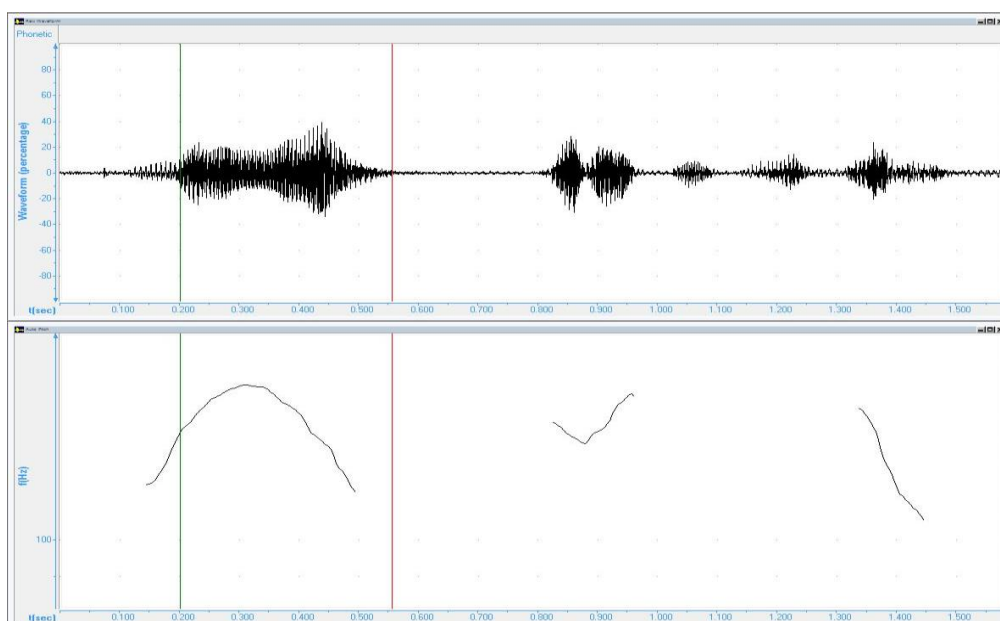 Raw Waveform
Phonetic
Waveform (percentage)
80
60
40
20
0
-20
-40
-60
-80
t(sec) 0.100 0.200 0.300 0.400 0.500 0.600 0.700 0.800 0.900 1.000 1.100 1.200 1.300 1.400 1.500
Auto Pitch
f(Hz)
100
t(sec) 0.100 0.200 0.300 0.400 0.500 0.600 0.700 0.800 0.900 1.000 1.100 1.200 1.300 1.400 1.500